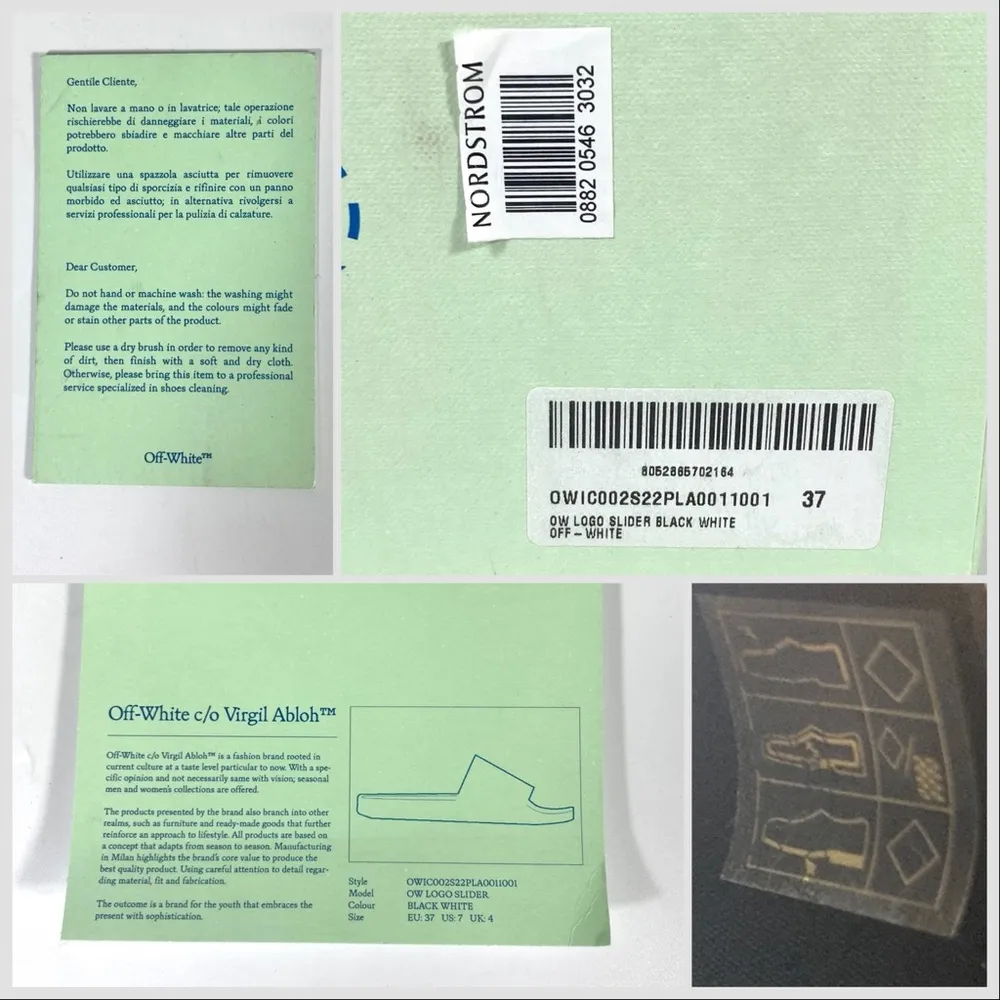 Gentile Cliente,
Non lavare a mano o in lavatrice; tale operazione
rischierebbe di danneggiare i materiali, i colori
potrebbero sbiadire e macchiare altre parti del
prodotto.
Utilizzare una spazzola asciutta per rimuovere
qualsiasi tipo di sporcizia e rifinire con un panno
morbido ed asciutto; in alternativa rivolgersi a
servizi professionali per la pulizia di calzature.
Dear Customer,
Do not hand or machine wash: the washing might
damage the materials, and the colours might fade
or stain other parts of the product.
Please use a dry brush in order to remove any kind
of dirt, then finish with a soft and dry cloth.
Otherwise, please bring this item to a professional
service specialized in shoes cleaning.
Off-White™
NORDSTROM
0882 0546 3032
8052865702164
OWIC002S22PLA0011001 37
OW LOGO SLIDER BLACK WHITE
OFF-WHITE
Off-White c/o Virgil Abloh™
Off-White c/o Virgil Abloh™ is a fashion brand rooted in
current culture at a taste level particular to now. With a spe-
cific opinion and not necessarily same with vision; seasonal
men and women's collections are offered.
The products presented by the brand also branch into other
realms, such as furniture and ready-made goods that further
reinforce an approach to lifestyle. All products are based on
a concept that adapts from season to season. Manufacturing
in Milan highlights the brand's core value to produce the
best quality product. Using careful attention to detail regar-
ding material, fit and fabrication.
The outcome is a brand for the youth that embraces the
present with sophistication.
Style OWIC002S22PLA0011001
Model OW LOGO SLIDER
Colour BLACK WHITE
Size EU: 37 US: 7 UK: 4